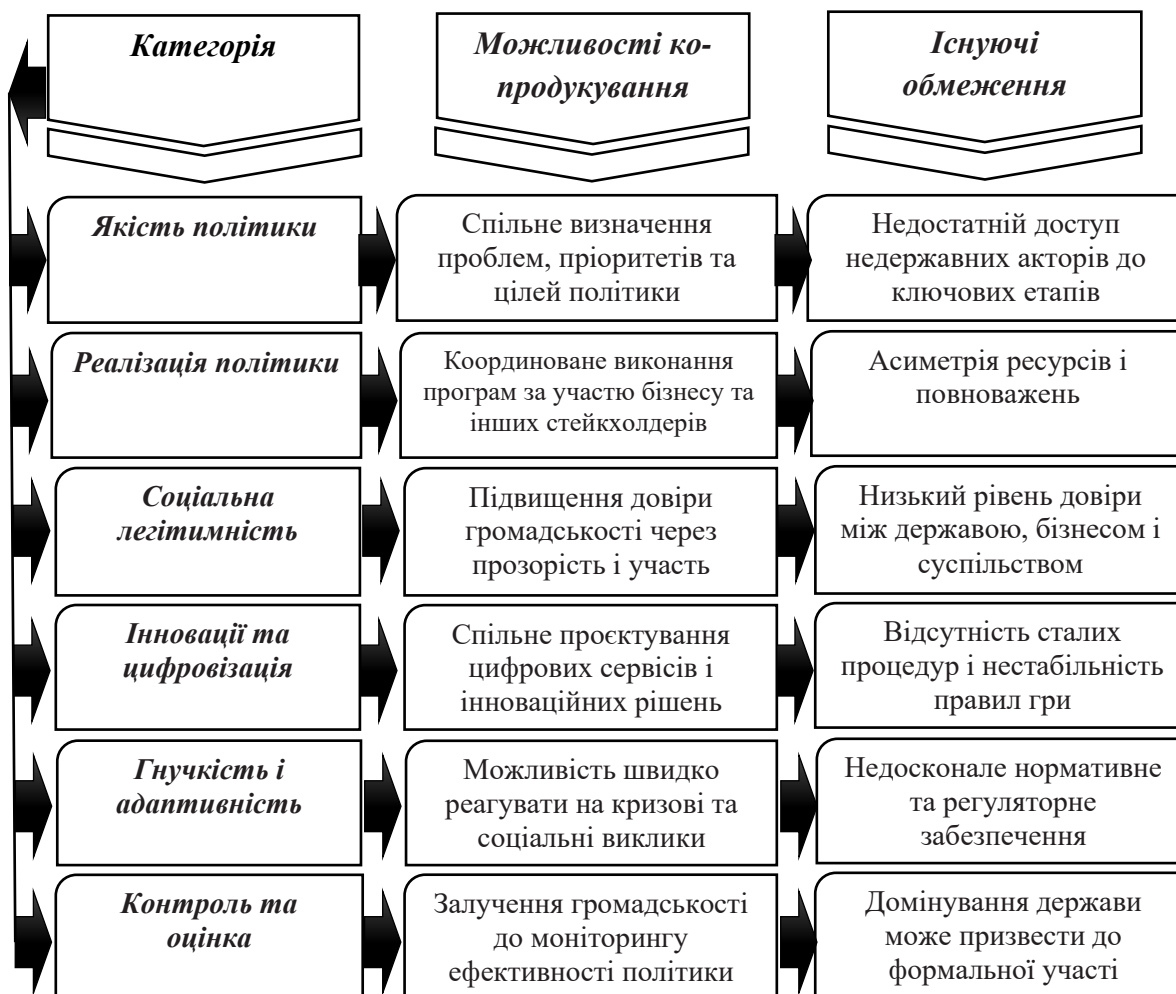 Категорія
Можливості ко-
продукування
Існуючі
обмеження
Якість політики
Спільне визначення
проблем, пріоритетів та
цілей політики
Недостатній доступ
недержавних акторів до
ключових етапів
Реалізація політики
Координоване виконання
програм за участю бізнесу та
інших стейкхолдерів
Асиметрія ресурсів і
повноважень
Соціальна
легітимність
Підвищення довіри
громадськості через
прозорість і участь
Низький рівень довіри
між державою, бізнесом і
суспільством
Інновації та
цифровізація
Спільне проєктування
цифрових сервісів і
інноваційних рішень
Відсутність сталих
процедур і нестабільність
правил гри
Гнучкість і
адаптивність
Можливість швидко
реагувати на кризові та
соціальні виклики
Недосконале нормативне
та регуляторне
забезпечення
Контроль та
оцінка
Залучення громадськості
до моніторингу
ефективності політики
Домінування держави
може призвести до
формальної участі